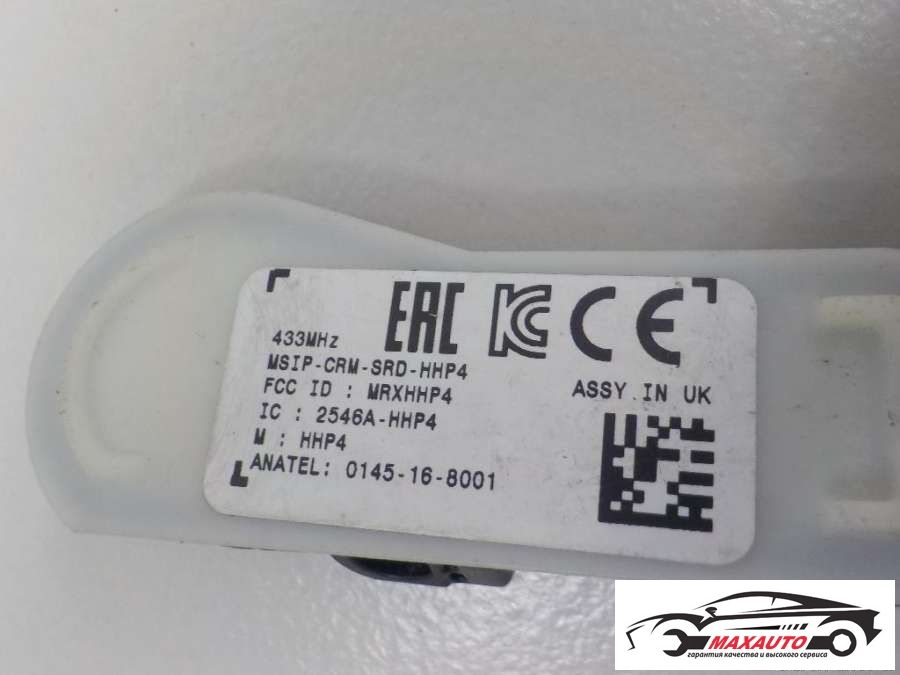 EAC KC CE
433MHz
MSIP-CRM-SRD-HHP4
FCC ID : MRXHHP4
IC : 2546A-HHP4
M : HHP4
ANATEL: 0145-16-8001
ASSY IN UK
MAXAUTO
гарантия качества и высокого сервиса